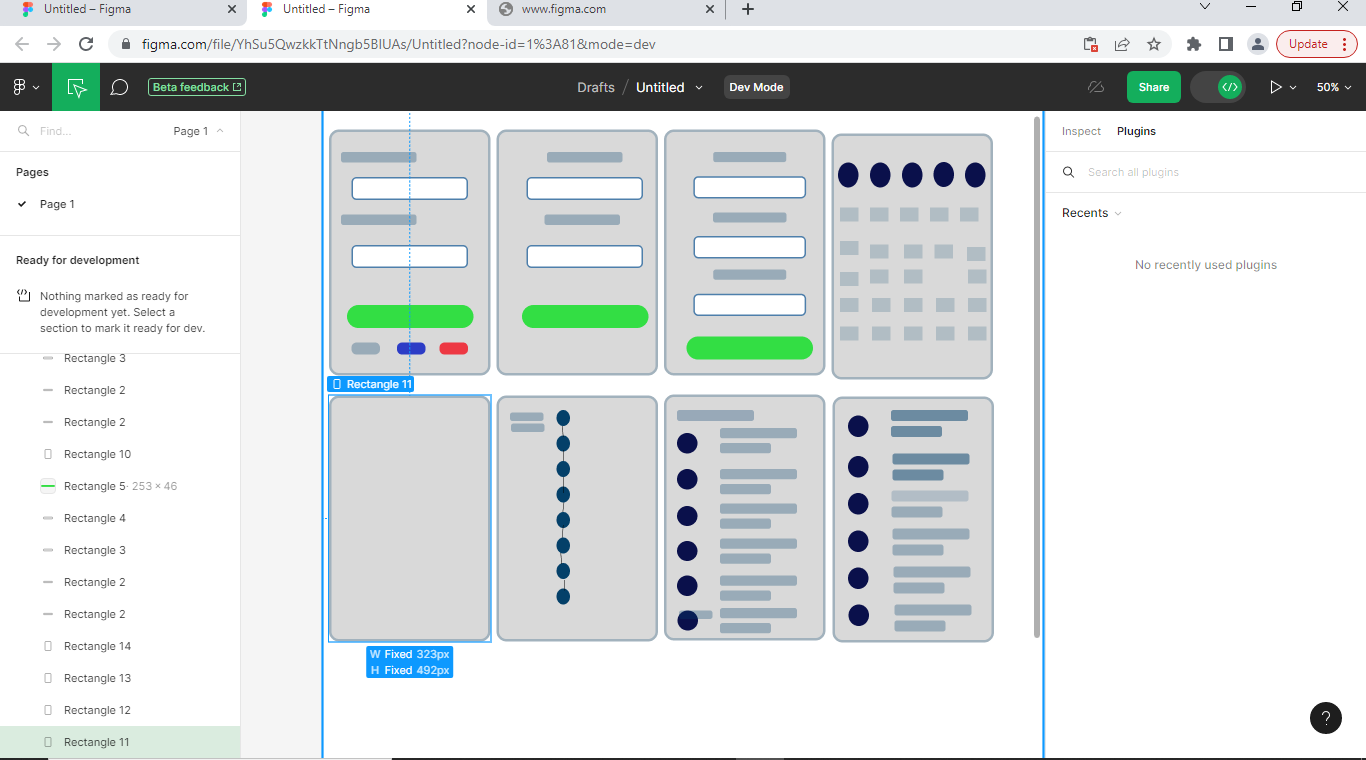 Untitled – Figma
Untitled – Figma
www.figma.com
figma.com/file/YhSu5QwzkkTtNngb5BlUAs/Untitled?node-id=1%3A81&mode=dev
Update
Beta feedback
Drafts / Untitled
Dev Mode
Share
50%
Find...
Page 1
Pages
Page 1
Ready for development
Nothing marked as ready for
development yet. Select a
section to mark it ready for dev.
Rectangle 3
Rectangle 2
Rectangle 2
Rectangle 10
Rectangle 5 · 253 × 46
Rectangle 4
Rectangle 3
Rectangle 2
Rectangle 2
Rectangle 14
Rectangle 13
Rectangle 12
Rectangle 11
Rectangle 11
W Fixed 323px
H Fixed 492px
Inspect
Plugins
Search all plugins
Recents
No recently used plugins
?